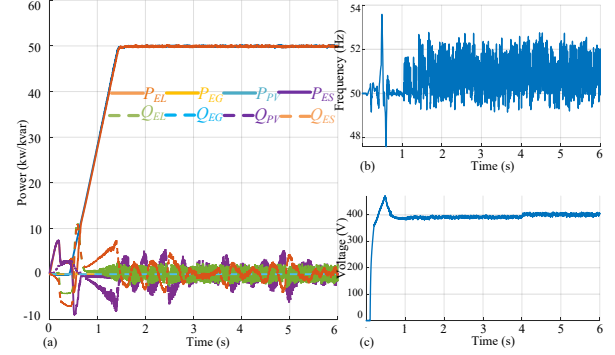 60
50
40
30
20
10
0
-10
Power (kw/kvar)
P_EL P_EG P_PV P_ES
Q_EL Q_EG Q_PV Q_ES
0 1 2 3 4 5 6
(a) Time (s)
54
52
50
48
Frequency (Hz)
0 1 2 3 4 5 6
(b) Time (s)
400
300
200
100
0
Voltage (V)
0 1 2 3 4 5 6
(c) Time (s)